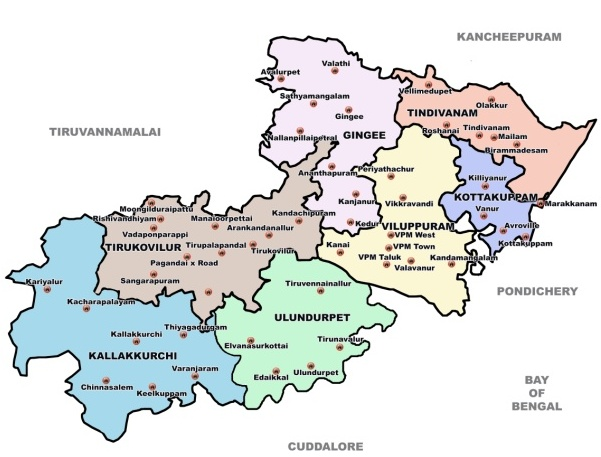 KANCHEEPURAM
TIRUVANNAMALAI
Valathi
Avalurpet
Sathyamangalam
Gingee
Nallanpillaipetral
GINGEE
Ananthapuram
Kanjanur
Kedur
Vellimedupet
Olakkur
TINDIVANAM
Roshanai
Tindivanam
Mailam
Birammadesam
Killiyanur
KOTTAKUPPAM
Marakkanam
Vanur
Avroville
Kottakuppam
Periyathachur
Vikkravandi
VILUPPURAM
VPM West
VPM Town
Kanai
VPM Taluk
Valavanur
Kandamangalam
Moongilduraipattu
Rishivandhiyam
Vadaponparappi
Manaloorpettai
Kandachipuram
Arankandanallur
TIRUKOVILUR
Tirupalapandal
Tirukovilur
Pagandai x Road
Sangarapuram
Kariyalur
Kacharapalayam
Kallakkurchi
Thiyagadurgam
KALLAKKURCHI
Varanjaram
Chinnasalem
Keelkuppam
Tiruvennainallur
ULUNDURPET
Elvanasurkottai
Tirunavalur
Edaikkal
Ulundurpet
PONDICHERY
BAY
OF
BENGAL
CUDDALORE